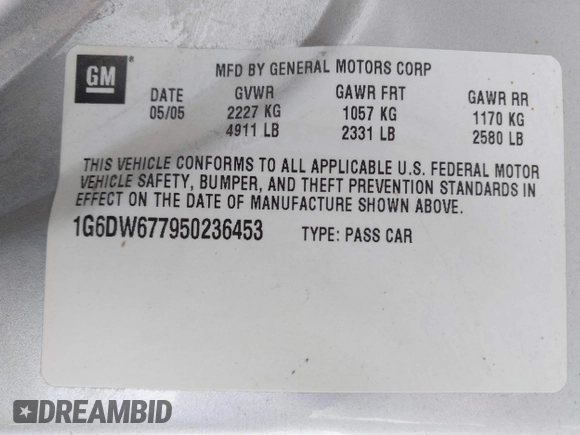 GM
MFD BY GENERAL MOTORS CORP
DATE GVWR GAWR FRT GAWR RR
05/05 2227 KG 1057 KG 1170 KG
4911 LB 2331 LB 2580 LB
THIS VEHICLE CONFORMS TO ALL APPLICABLE U.S. FEDERAL MOTOR
VEHICLE SAFETY, BUMPER, AND THEFT PREVENTION STANDARDS IN
EFFECT ON THE DATE OF MANUFACTURE SHOWN ABOVE.
1G6DW677950236453 TYPE: PASS CAR
DREAMBID